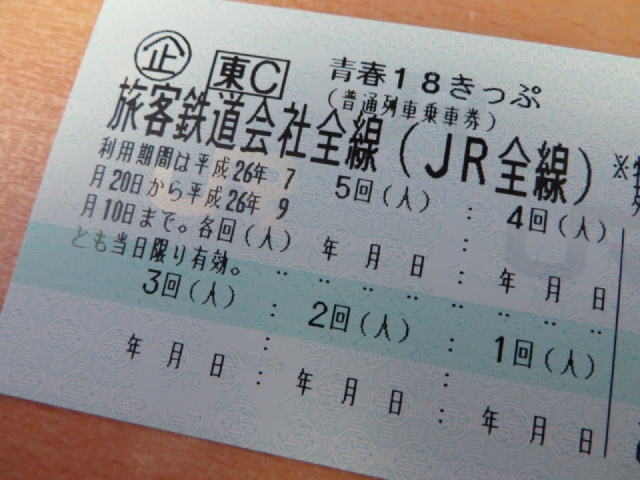 企 東C 青春18きっぷ
(普通列車乗車券)
旅客鉄道会社全線(JR全線)
利用期間は平成26年 7
月20日から平成26年 9
月10日まで。各回(人)
とも当日限り有効。
5回(人) 4回(人)
年 月 日 年 月 日
3回(人) 2回(人) 1回(人)
年 月 日 年 月 日 年 月 日